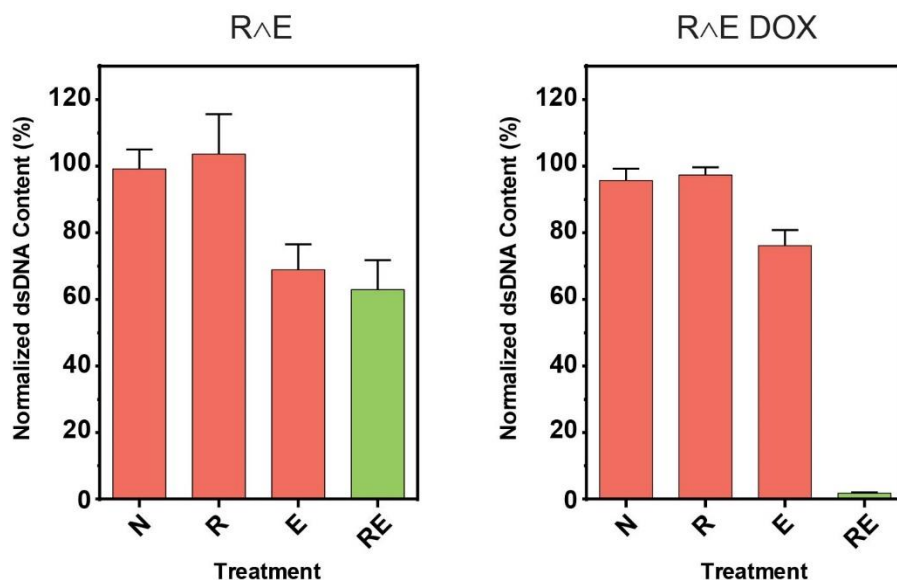 R∧E
Normalized dsDNA Content (%)
120
100
80
60
40
20
0
N
R
E
RE
Treatment
R∧E DOX
Normalized dsDNA Content (%)
120
100
80
60
40
20
0
N
R
E
RE
Treatment